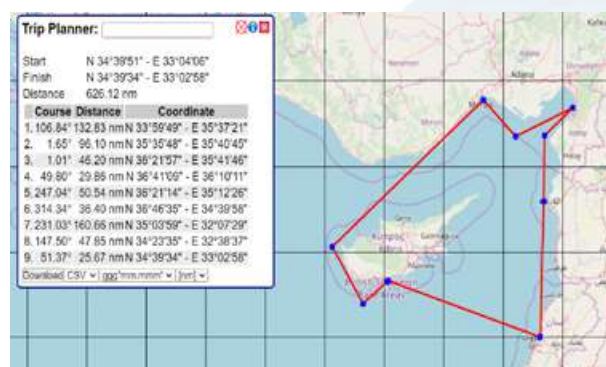 Trip Planner:
Start N 34°39'51" - E 33°04'06"
Finish N 34°39'34" - E 33°02'58"
Distance 626.12 nm
Course Distance Coordinate
1. 106.84° 132.83 nm N 33°59'49" - E 35°37'21"
2. 1.65° 96.10 nm N 35°35'48" - E 35°40'45"
3. 1.01° 46.20 nm N 36°21'57" - E 35°41'46"
4. 49.80° 29.86 nm N 36°41'09" - E 36°10'11"
5. 247.04° 50.54 nm N 36°21'14" - E 35°12'26"
6. 314.34° 36.40 nm N 36°46'35" - E 34°39'58"
7. 231.03° 160.66 nm N 35°03'59" - E 32°07'29"
8. 147.50° 47.85 nm N 34°23'35" - E 32°38'37"
9. 51.37° 25.67 nm N 34°39'34" - E 33°02'58"
Download CSV ggg°mm.mmm' [nm]
Adana
Kıbrıs